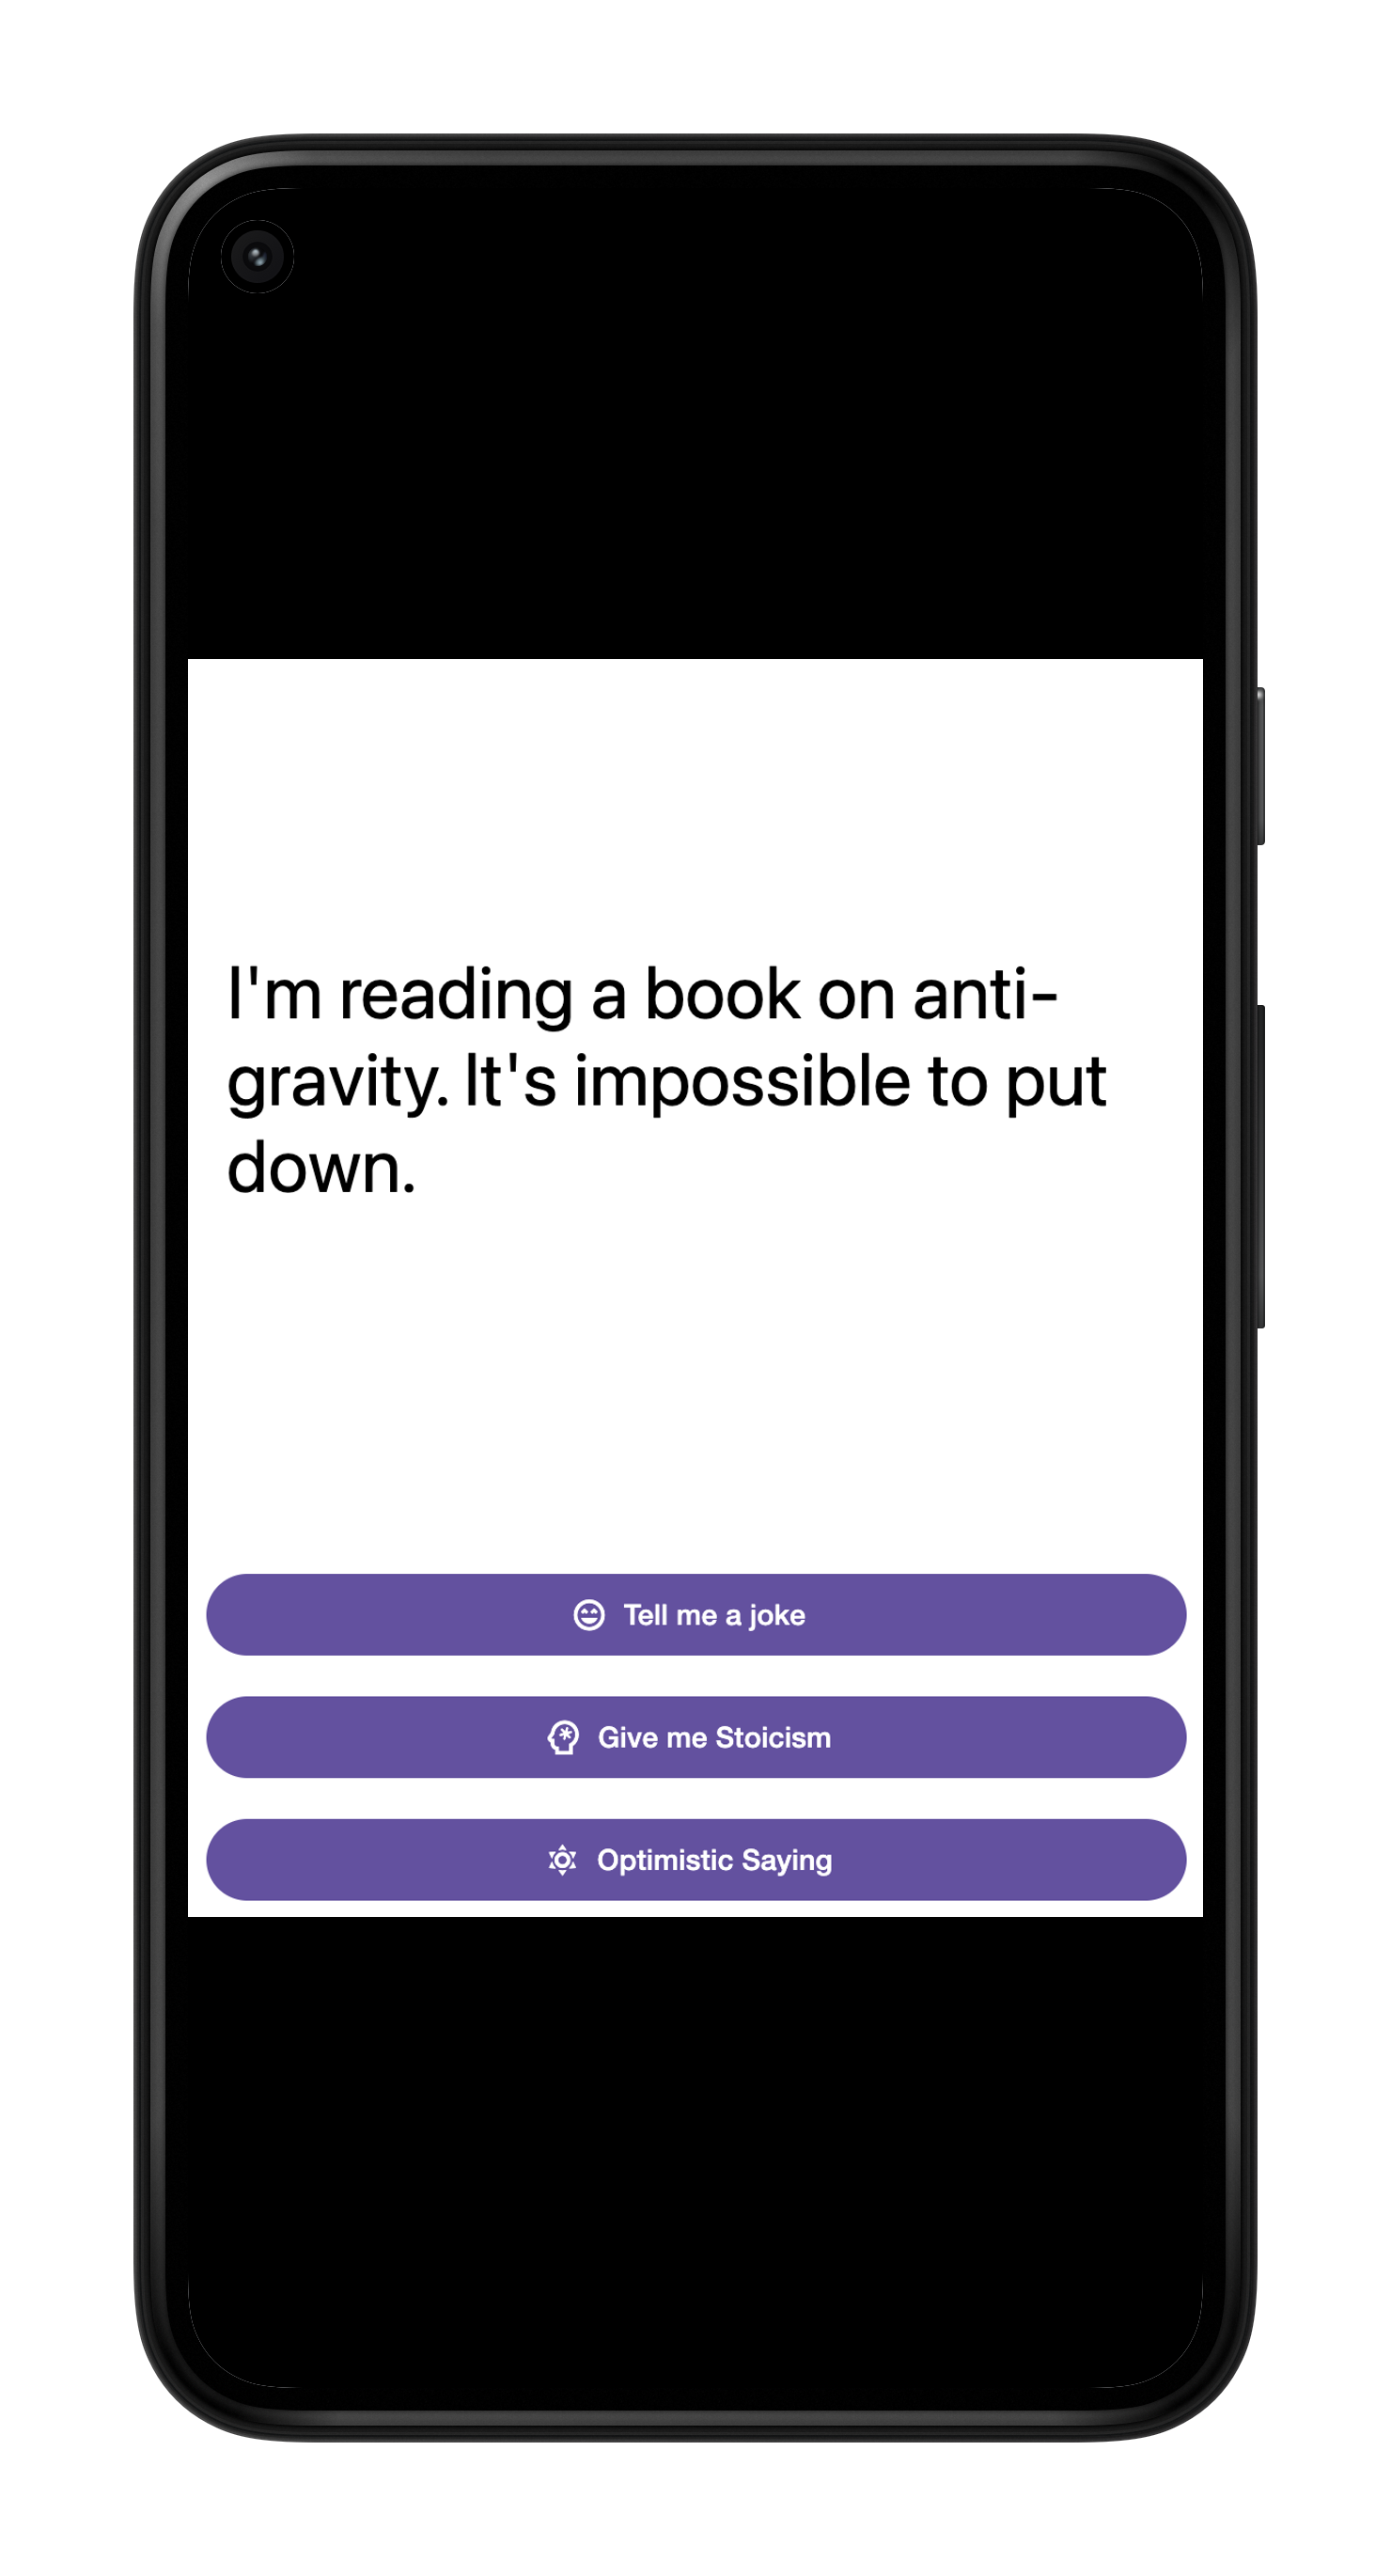 I'm reading a book on anti-
gravity. It's impossible to put
down.
Tell me a joke
Give me Stoicism
Optimistic Saying